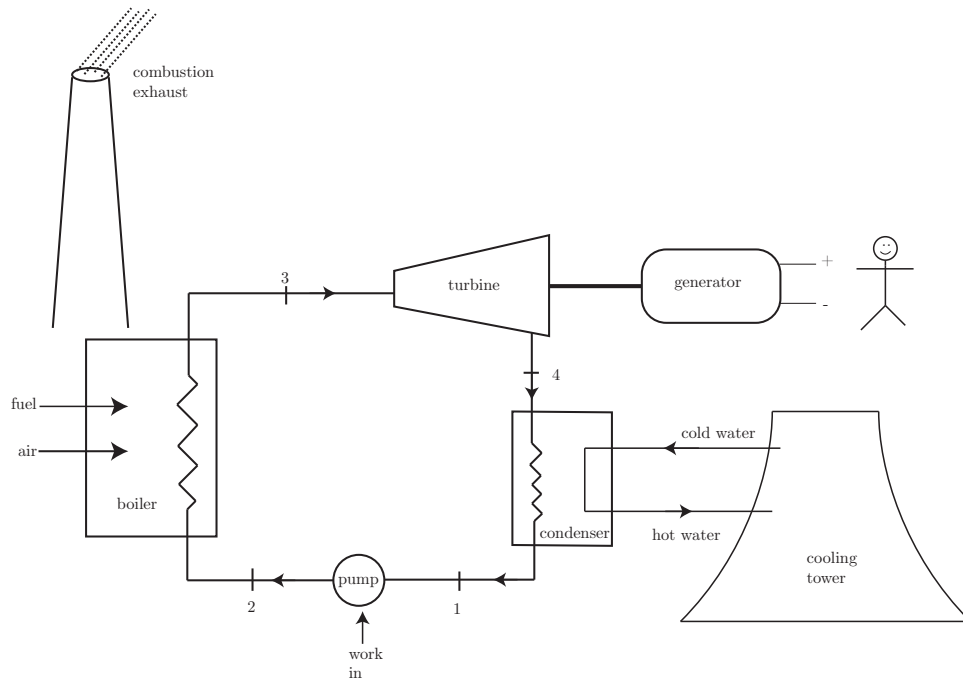 combustion
exhaust
3
turbine
generator
+
-
4
fuel
air
cold water
boiler
condenser
hot water
cooling
tower
pump
2
1
work
in